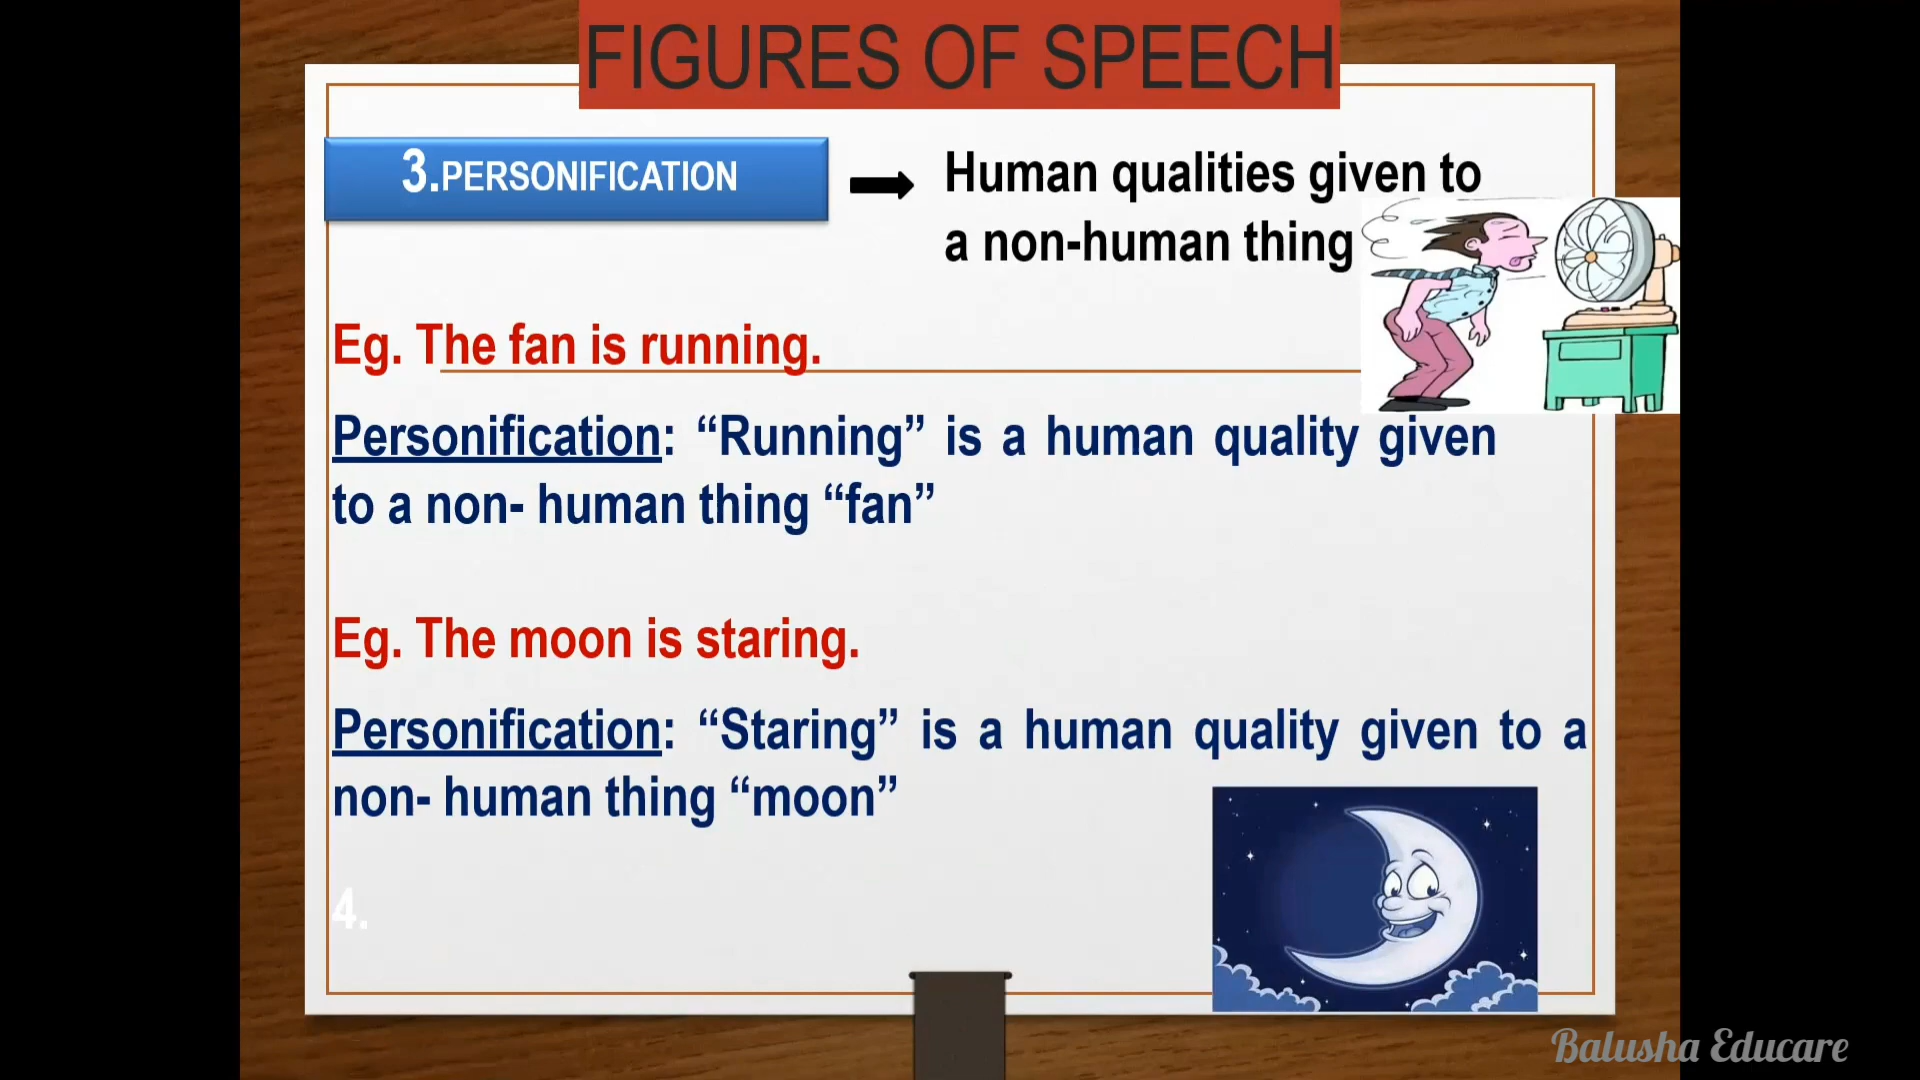 FIGURES OF SPEECH
3.PERSONIFICATION
Human qualities given to
a non-human thing
Eg. The fan is running.
Personification: “Running” is a human quality given
to a non- human thing “fan”
Eg. The moon is staring.
Personification: “Staring” is a human quality given to a
non- human thing “moon”
4.
Balusha Educare